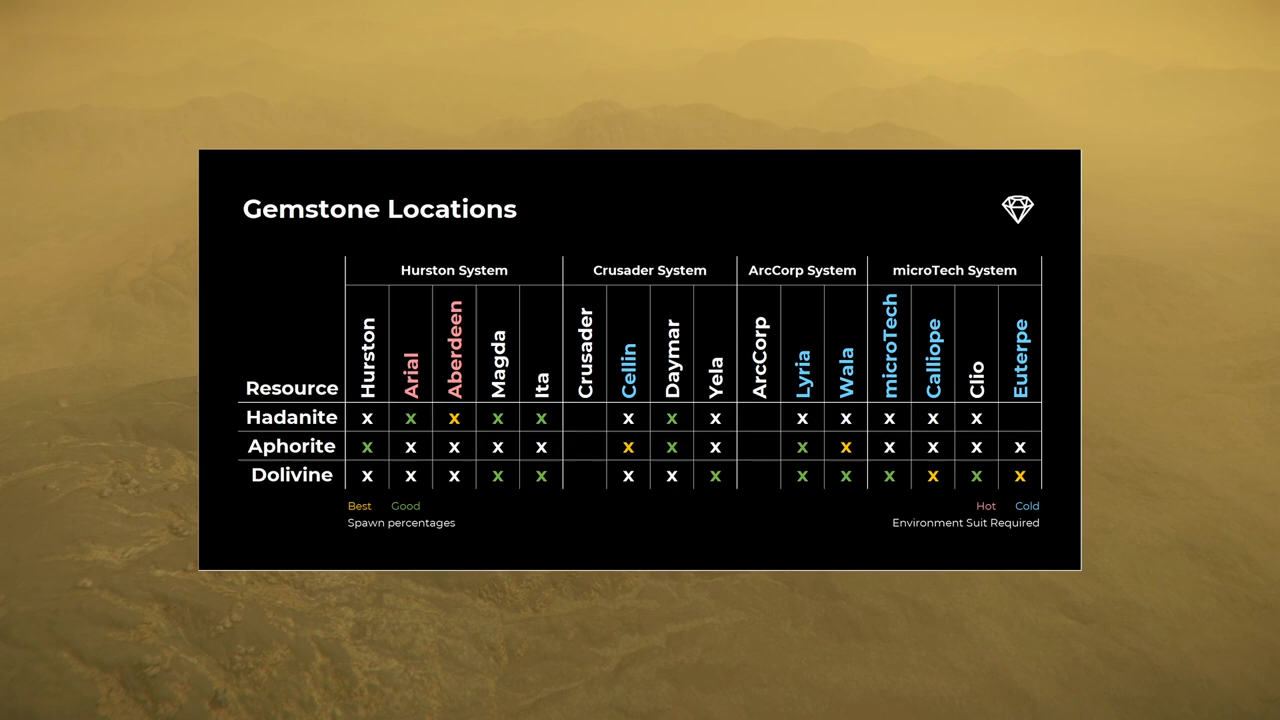 Gemstone Locations
Hurston System Crusader System ArcCorp System microTech System
Resource Hurston Arial Aberdeen Magda Ita Crusader Cellin Daymar Yela ArcCorp Lyria Wala microTech Calliope Clio Euterpe
Hadanite x x x x x x x x x x x x x
Aphorite x x x x x x x x x x x x x x
Dolivine x x x x x x x x x x x x x x
Best Good Hot Cold
Spawn percentages Environment Suit Required